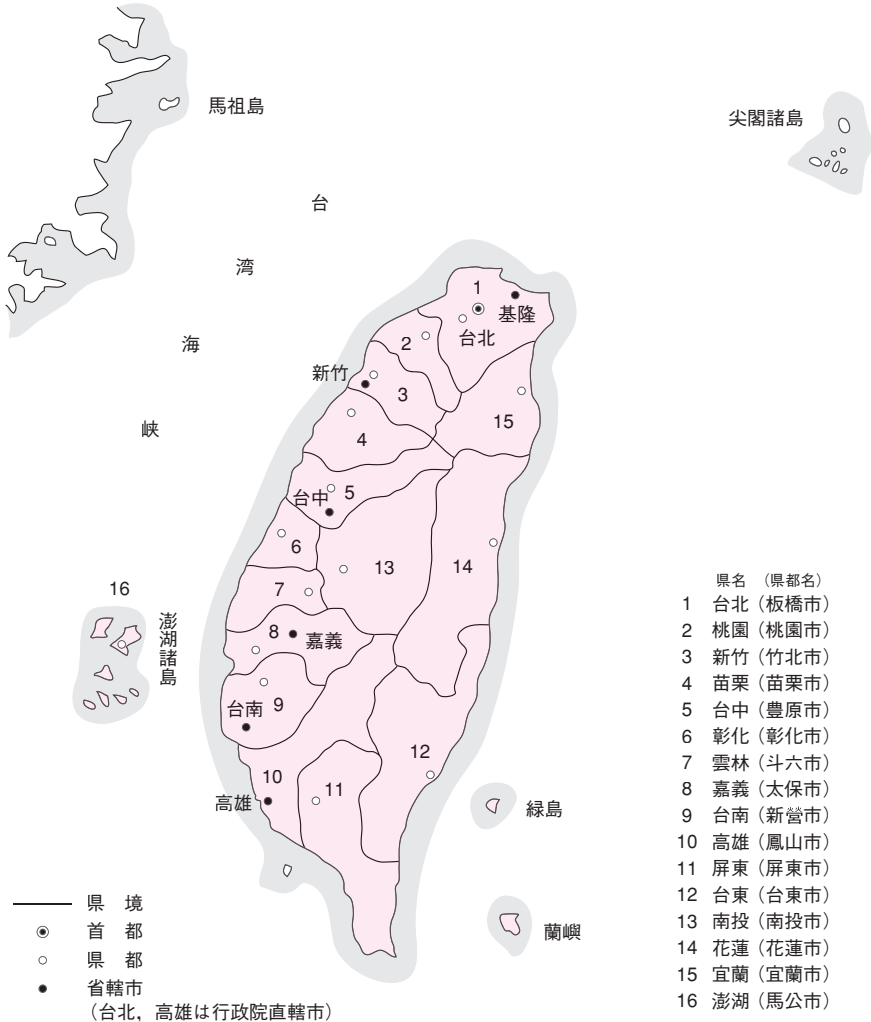 馬祖島
尖閣諸島
台
湾
海
峡
1
基隆
台北
2
新竹
3
15
4
5
台中
6
13
14
7
16
澎湖諸島
8
嘉義
9
台南
12
10
11
高雄
緑島
蘭嶼
県名 (県都名)
1 台北(板橋市)
2 桃園(桃園市)
3 新竹(竹北市)
4 苗栗(苗栗市)
5 台中(豊原市)
6 彰化(彰化市)
7 雲林(斗六市)
8 嘉義(太保市)
9 台南(新營市)
10 高雄(鳳山市)
11 屏東(屏東市)
12 台東(台東市)
13 南投(南投市)
14 花蓮(花蓮市)
15 宜蘭(宜蘭市)
16 澎湖(馬公市)
県 境
首 都
県 都
省轄市
(台北,高雄は行政院直轄市)